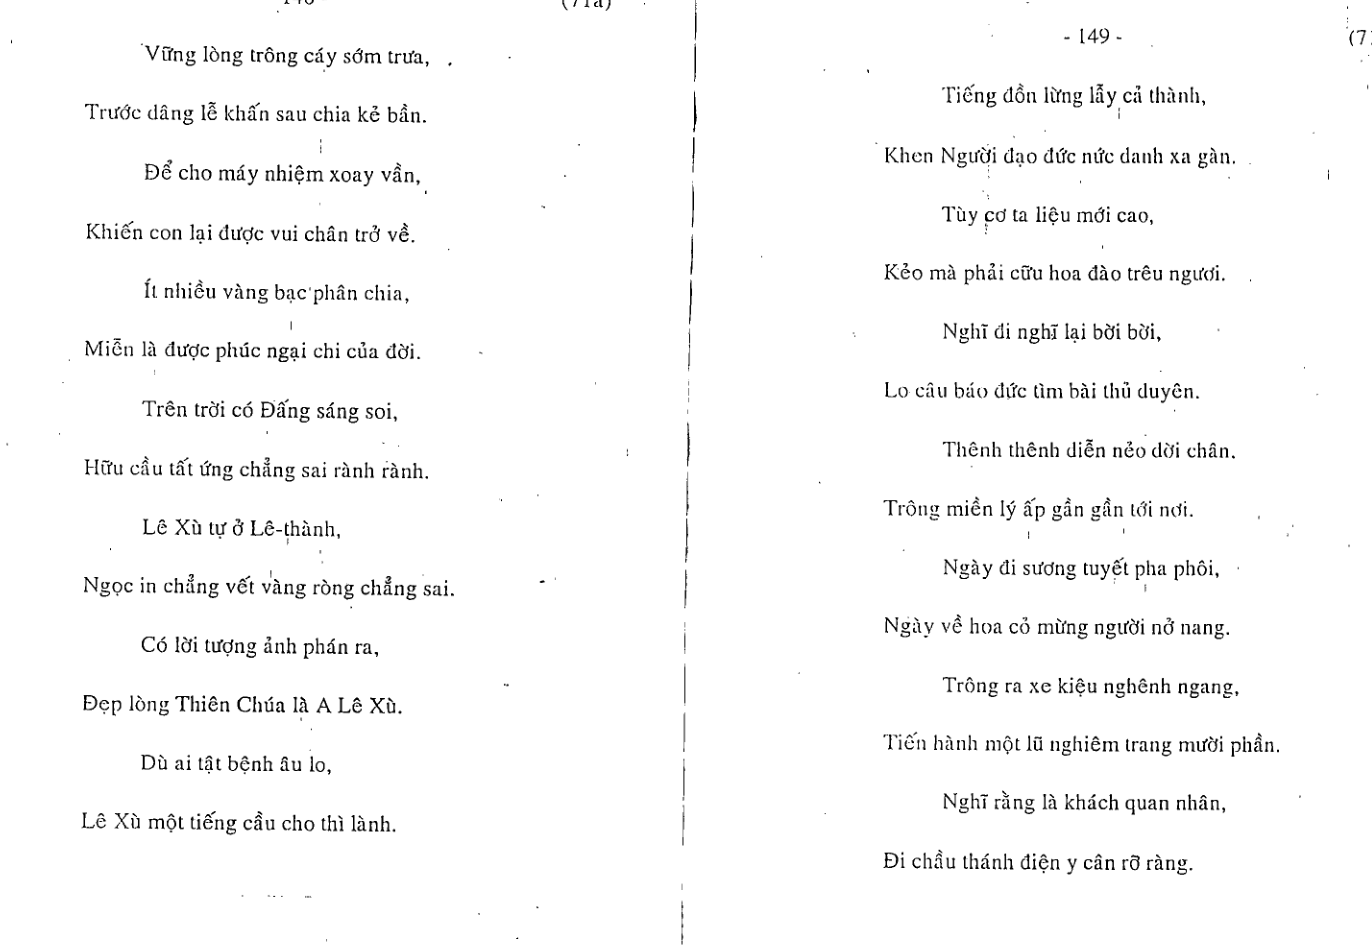 (71a)
Vững lòng trông cáy sớm trưa,
Trước dâng lễ khấn sau chia kẻ bần.
Để cho máy nhiệm xoay vần,
Khiến con lại được vui chân trở về.
Ít nhiều vàng bạc phân chia,
Miễn là được phúc ngại chi của đời.
Trên trời có Đấng sáng soi,
Hữu cầu tất ứng chẳng sai rành rành.
Lê Xù tự ở Lê-thành,
Ngọc in chẳng vết vàng ròng chẳng sai.
Có lời tượng ảnh phán ra,
Đẹp lòng Thiên Chúa là A Lê Xù.
Dù ai tật bệnh âu lo,
Lê Xù một tiếng cầu cho thì lành.
- 149 -
Tiếng đồn lừng lẫy cả thành,
Khen Người đạo đức nức danh xa gàn.
Tùy cơ ta liệu mới cao,
Kẻo mà phải cữu hoa đào trêu ngươi.
Nghĩ đi nghĩ lại bời bời,
Lo câu báo đức tìm bài thủ duyên.
Thênh thênh diễn nẻo dời chân.
Trông miền lý ấp gần gần tới nơi.
Ngày đi sương tuyết pha phôi,
Ngày về hoa cỏ mừng người nở nang.
Trông ra xe kiệu nghênh ngang,
Tiến hành một lũ nghiêm trang mười phần.
Nghĩ rằng là khách quan nhân,
Đi chầu thánh điện y cân rỡ ràng.